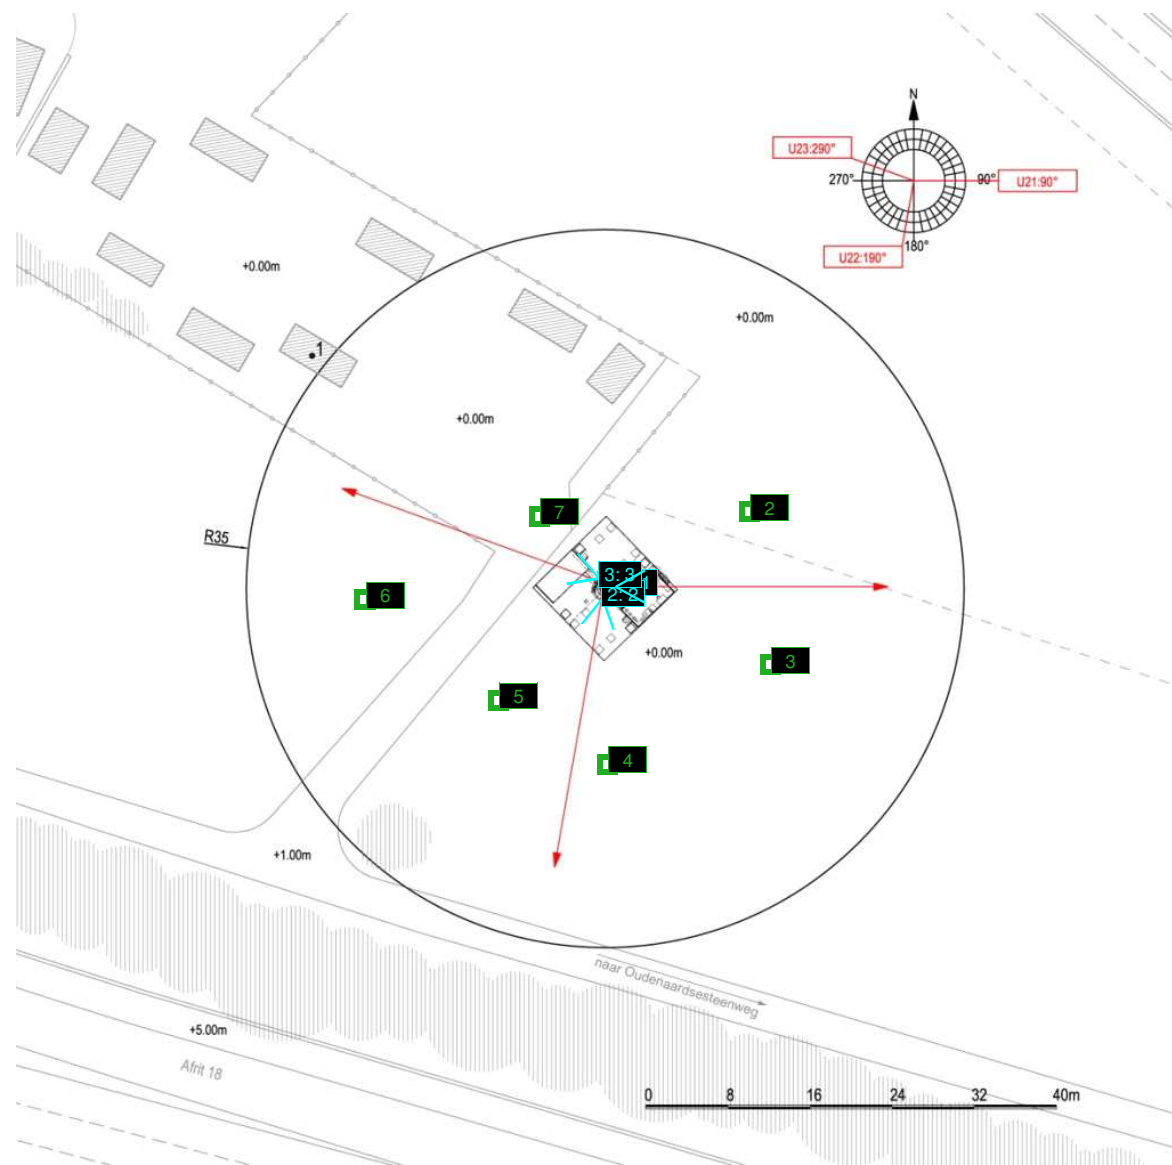 N
U23:290°
270°
90°
U21:90°
180°
U22:190°
+0.00m
+0.00m
1
+0.00m
R35
7
2
3: 3
1
2: 2
6
+0.00m
3
5
4
+1.00m
naar Oudenaardsesteenweg
+5.00m
Afrit 18
0 8 16 24 32 40m